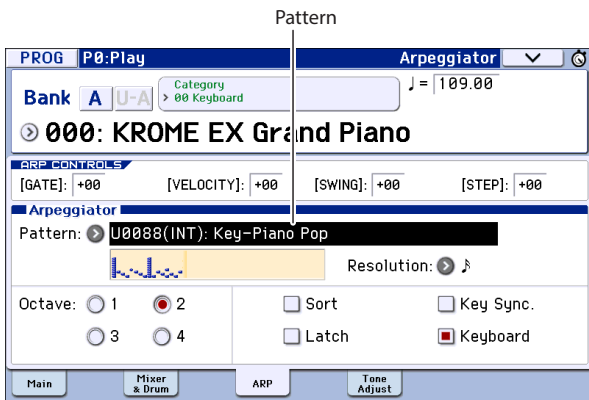 Pattern
PROG P0:Play Arpeggiator
Bank A U-A Category
> 00 Keyboard
♩= 109.00
000: KROME EX Grand Piano
ARP CONTROLS
[GATE]: +00 [VELOCITY]: +00 [SWING]: +00 [STEP]: +00
Arpeggiator
Pattern: U0088(INT): Key-Piano Pop
Resolution: ♪
Octave: 1 2 Sort Key Sync.
3 4 Latch Keyboard
Main Mixer & Drum ARP Tone Adjust